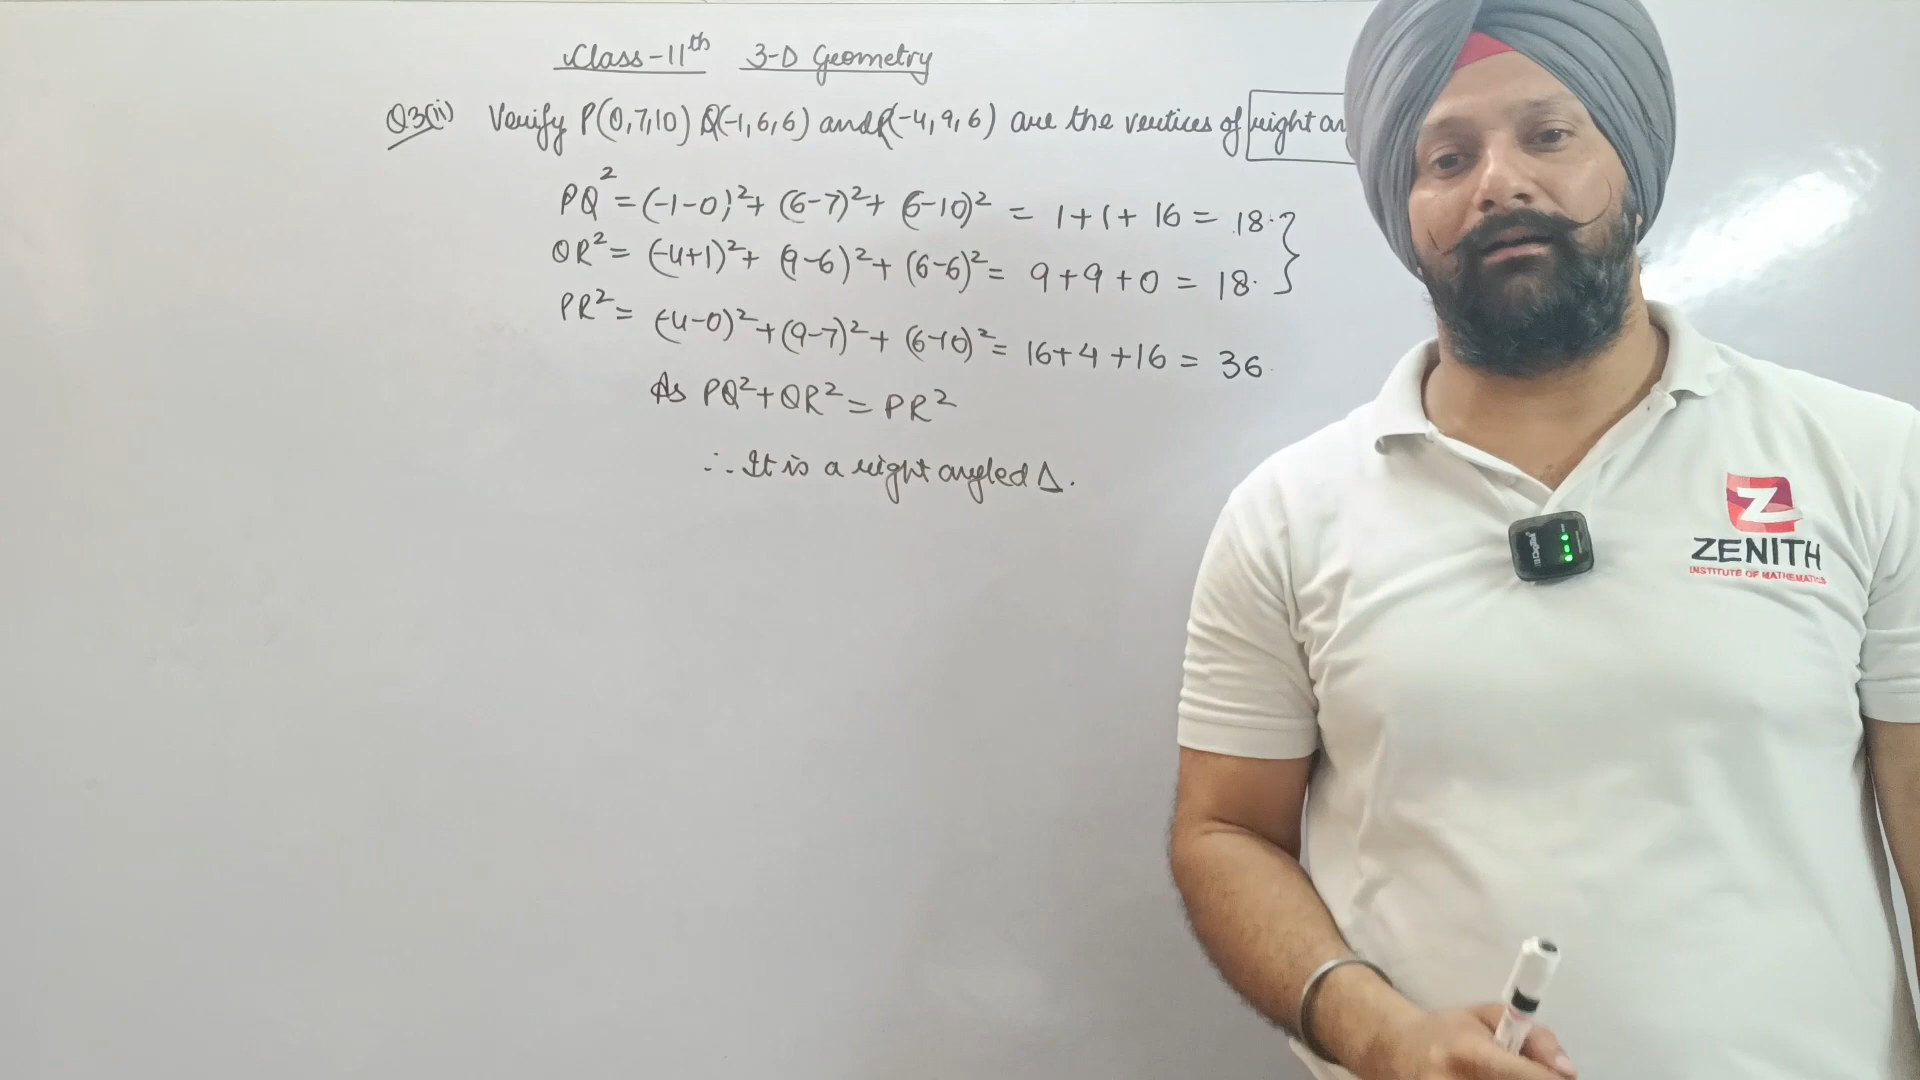 Class-11th 3-D Geometry
Q3(ii) Verify P(0,7,10) Q(-1,6,6) and R(-4,9,6) are the vertices of right an
PQ² = (-1-0)² + (6-7)² + (6-10)² = 1+1+16 = 18.
QR² = (-4+1)² + (9-6)² + (6-6)² = 9+9+0 = 18.
PR² = (-4-0)² + (9-7)² + (6-10)² = 16+4+16 = 36
As PQ²+QR² = PR²
∴ It is a right angled Δ.
Z
ZENITH
INSTITUTE OF MATHEMATICS